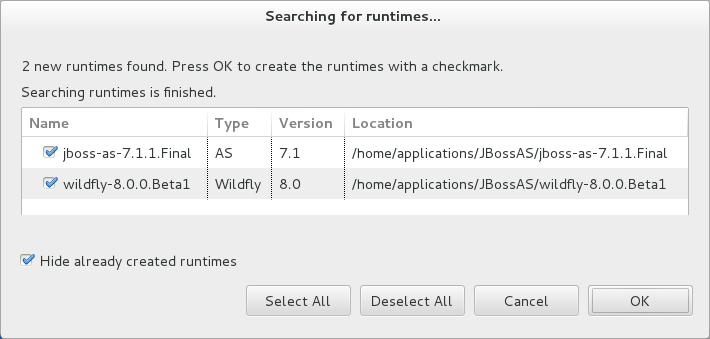 Searching for runtimes...
2 new runtimes found. Press OK to create the runtimes with a checkmark.
Searching runtimes is finished.
Name Type Version Location
jboss-as-7.1.1.Final AS 7.1 /home/applications/JBossAS/jboss-as-7.1.1.Final
wildfly-8.0.0.Beta1 Wildfly 8.0 /home/applications/JBossAS/wildfly-8.0.0.Beta1
Hide already created runtimes
Select All Deselect All Cancel OK